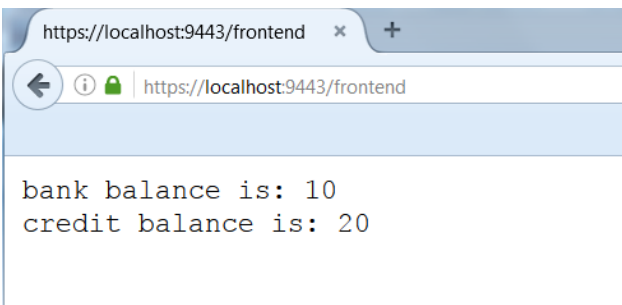 https://localhost:9443/frontend × +
https://localhost:9443/frontend
bank balance is: 10
credit balance is: 20